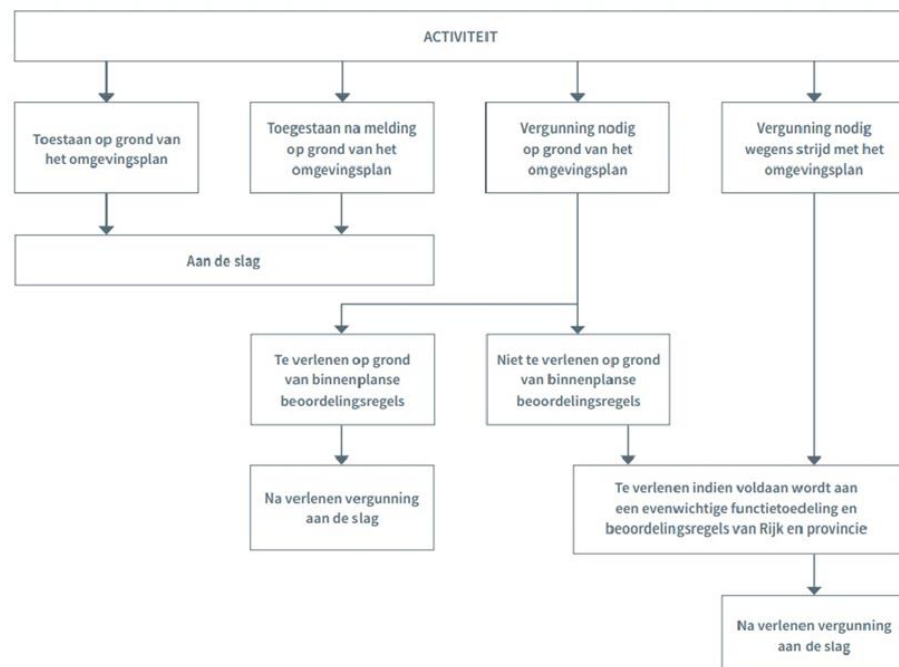 ACTIVITEIT
Toestaan op grond van
het omgevingsplan
Toegestaan na melding
op grond van het
omgevingsplan
Vergunning nodig
op grond van het
omgevingsplan
Vergunning nodig
wegens strijd met het
omgevingsplan
Aan de slag
Te verlenen op grond
van binnenplanse
beoordelingsregels
Niet te verlenen op grond
van binnenplanse
beoordelingsregels
Na verlenen vergunning
aan de slag
Te verlenen indien voldaan wordt aan
een evenwichtige functietoedeling en
beoordelingsregels van Rijk en provincie
Na verlenen vergunning
aan de slag